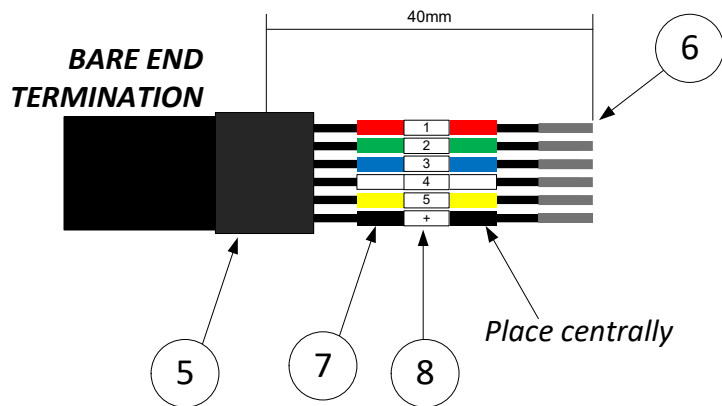 40mm
6
BARE END
TERMINATION
1
2
3
4
5
+
Place centrally
5
7
8